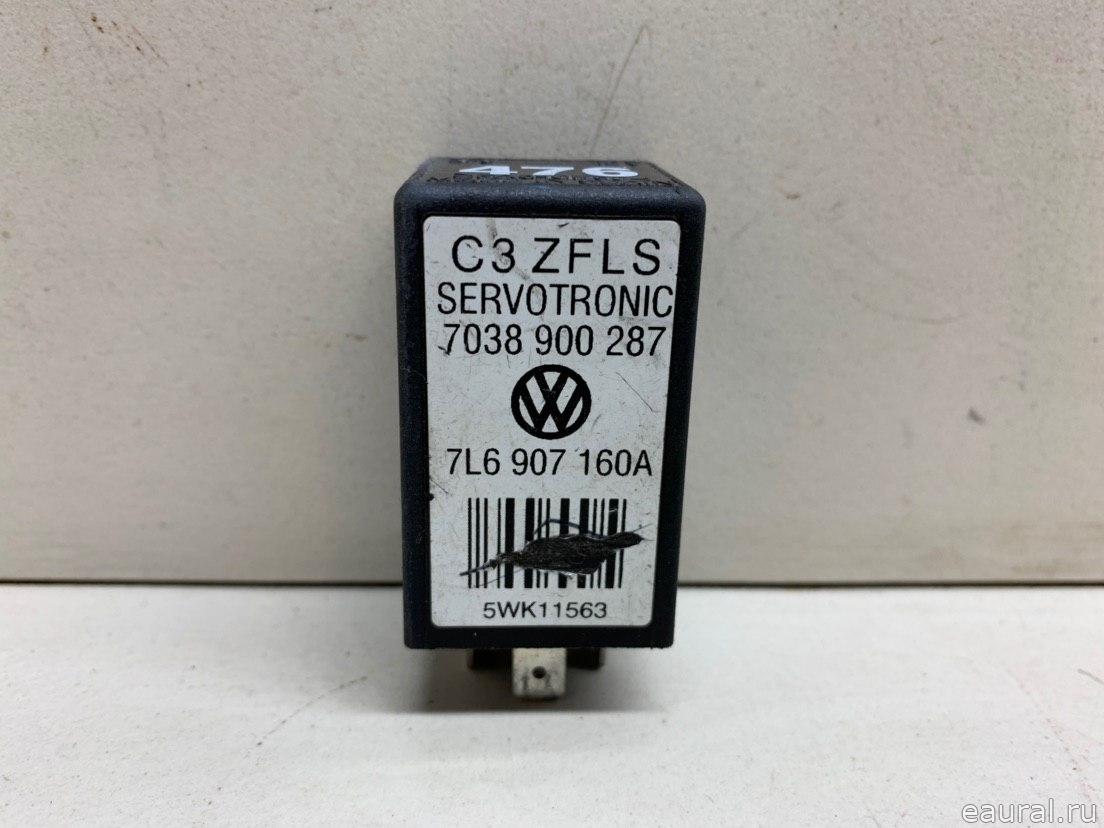 476
C3 ZFLS
SERVOTRONIC
7038 900 287
7L6 907 160A
5WK11563
eaural.ru